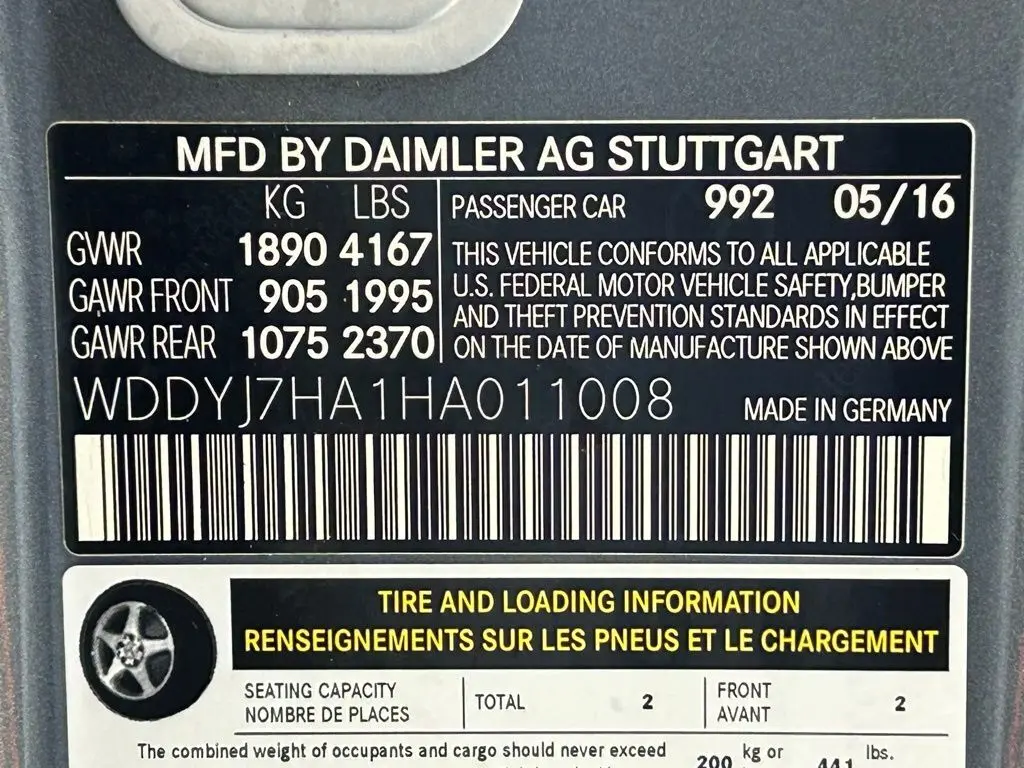 MFD BY DAIMLER AG STUTTGART
KG LBS
GVWR 1890 4167
GAWR FRONT 905 1995
GAWR REAR 1075 2370
PASSENGER CAR 992 05/16
THIS VEHICLE CONFORMS TO ALL APPLICABLE
U.S. FEDERAL MOTOR VEHICLE SAFETY,BUMPER
AND THEFT PREVENTION STANDARDS IN EFFECT
ON THE DATE OF MANUFACTURE SHOWN ABOVE
WDDYJ7HA1HA011008 MADE IN GERMANY
TIRE AND LOADING INFORMATION
RENSEIGNEMENTS SUR LES PNEUS ET LE CHARGEMENT
SEATING CAPACITY
NOMBRE DE PLACES
TOTAL 2
FRONT
AVANT
2
The combined weight of occupants and cargo should never exceed
200 kg or 441 lbs.